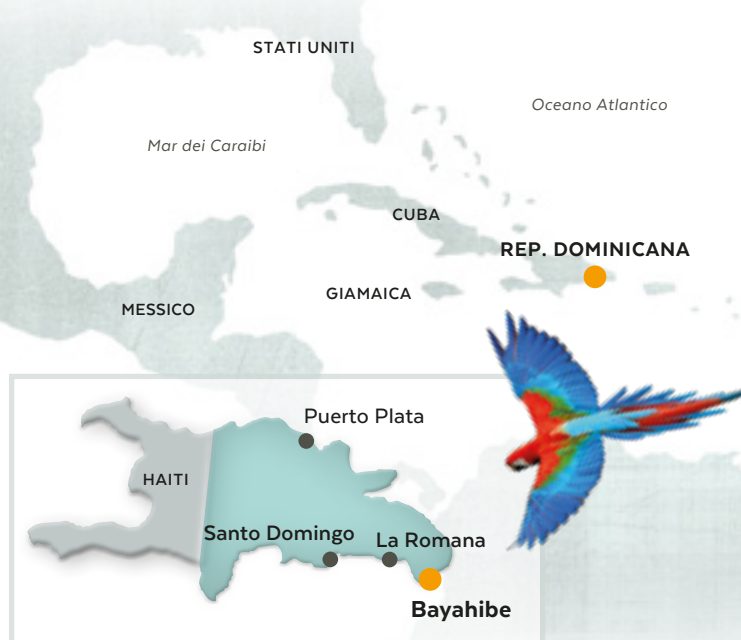 STATI UNITI
Oceano Atlantico
Mar dei Caraibi
CUBA
REP. DOMINICANA
GIAMAICA
MESSICO
Puerto Plata
HAITI
Santo Domingo
La Romana
Bayahibe